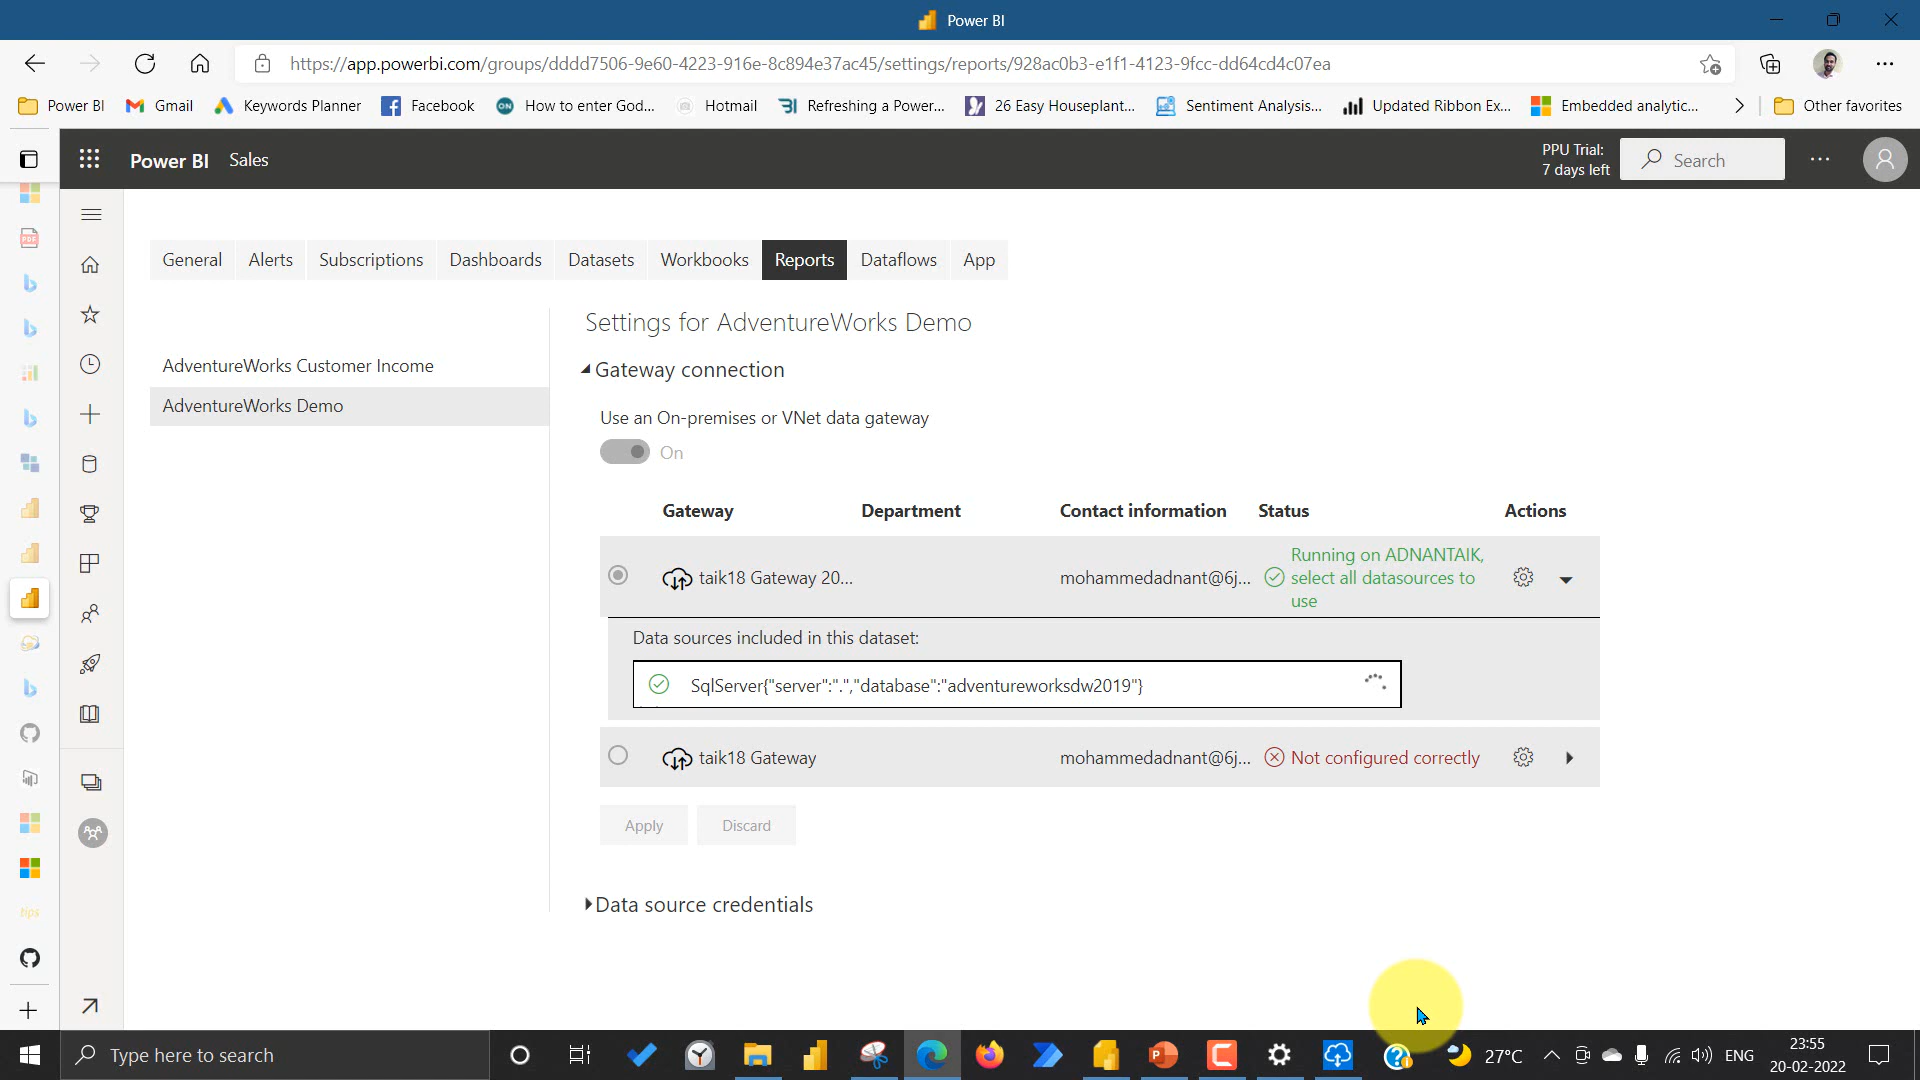 Power BI
https://app.powerbi.com/groups/dddd7506-9e60-4223-916e-8c894e37ac45/settings/reports/928ac0b3-e1f1-4123-9fcc-dd64cd4c07ea
Power BI Gmail Keywords Planner Facebook How to enter God... Hotmail Refreshing a Power... 26 Easy Houseplant... Sentiment Analysis... Updated Ribbon Ex... Embedded analytic... Other favorites
Power BI Sales
PPU Trial:
7 days left
Search
General Alerts Subscriptions Dashboards Datasets Workbooks Reports Dataflows App
AdventureWorks Customer Income
AdventureWorks Demo
Settings for AdventureWorks Demo
Gateway connection
Use an On-premises or VNet data gateway
On
Gateway Department Contact information Status Actions
taik18 Gateway 20... mohammedadnant@6j... Running on ADNANTAIK,
select all datasources to
use
Data sources included in this dataset:
SqlServer{"server":".","database":"adventureworksdw2019"}
taik18 Gateway mohammedadnant@6j... Not configured correctly
Apply Discard
Data source credentials
PDF
tips
Type here to search
27°C ENG
23:55
20-02-2022